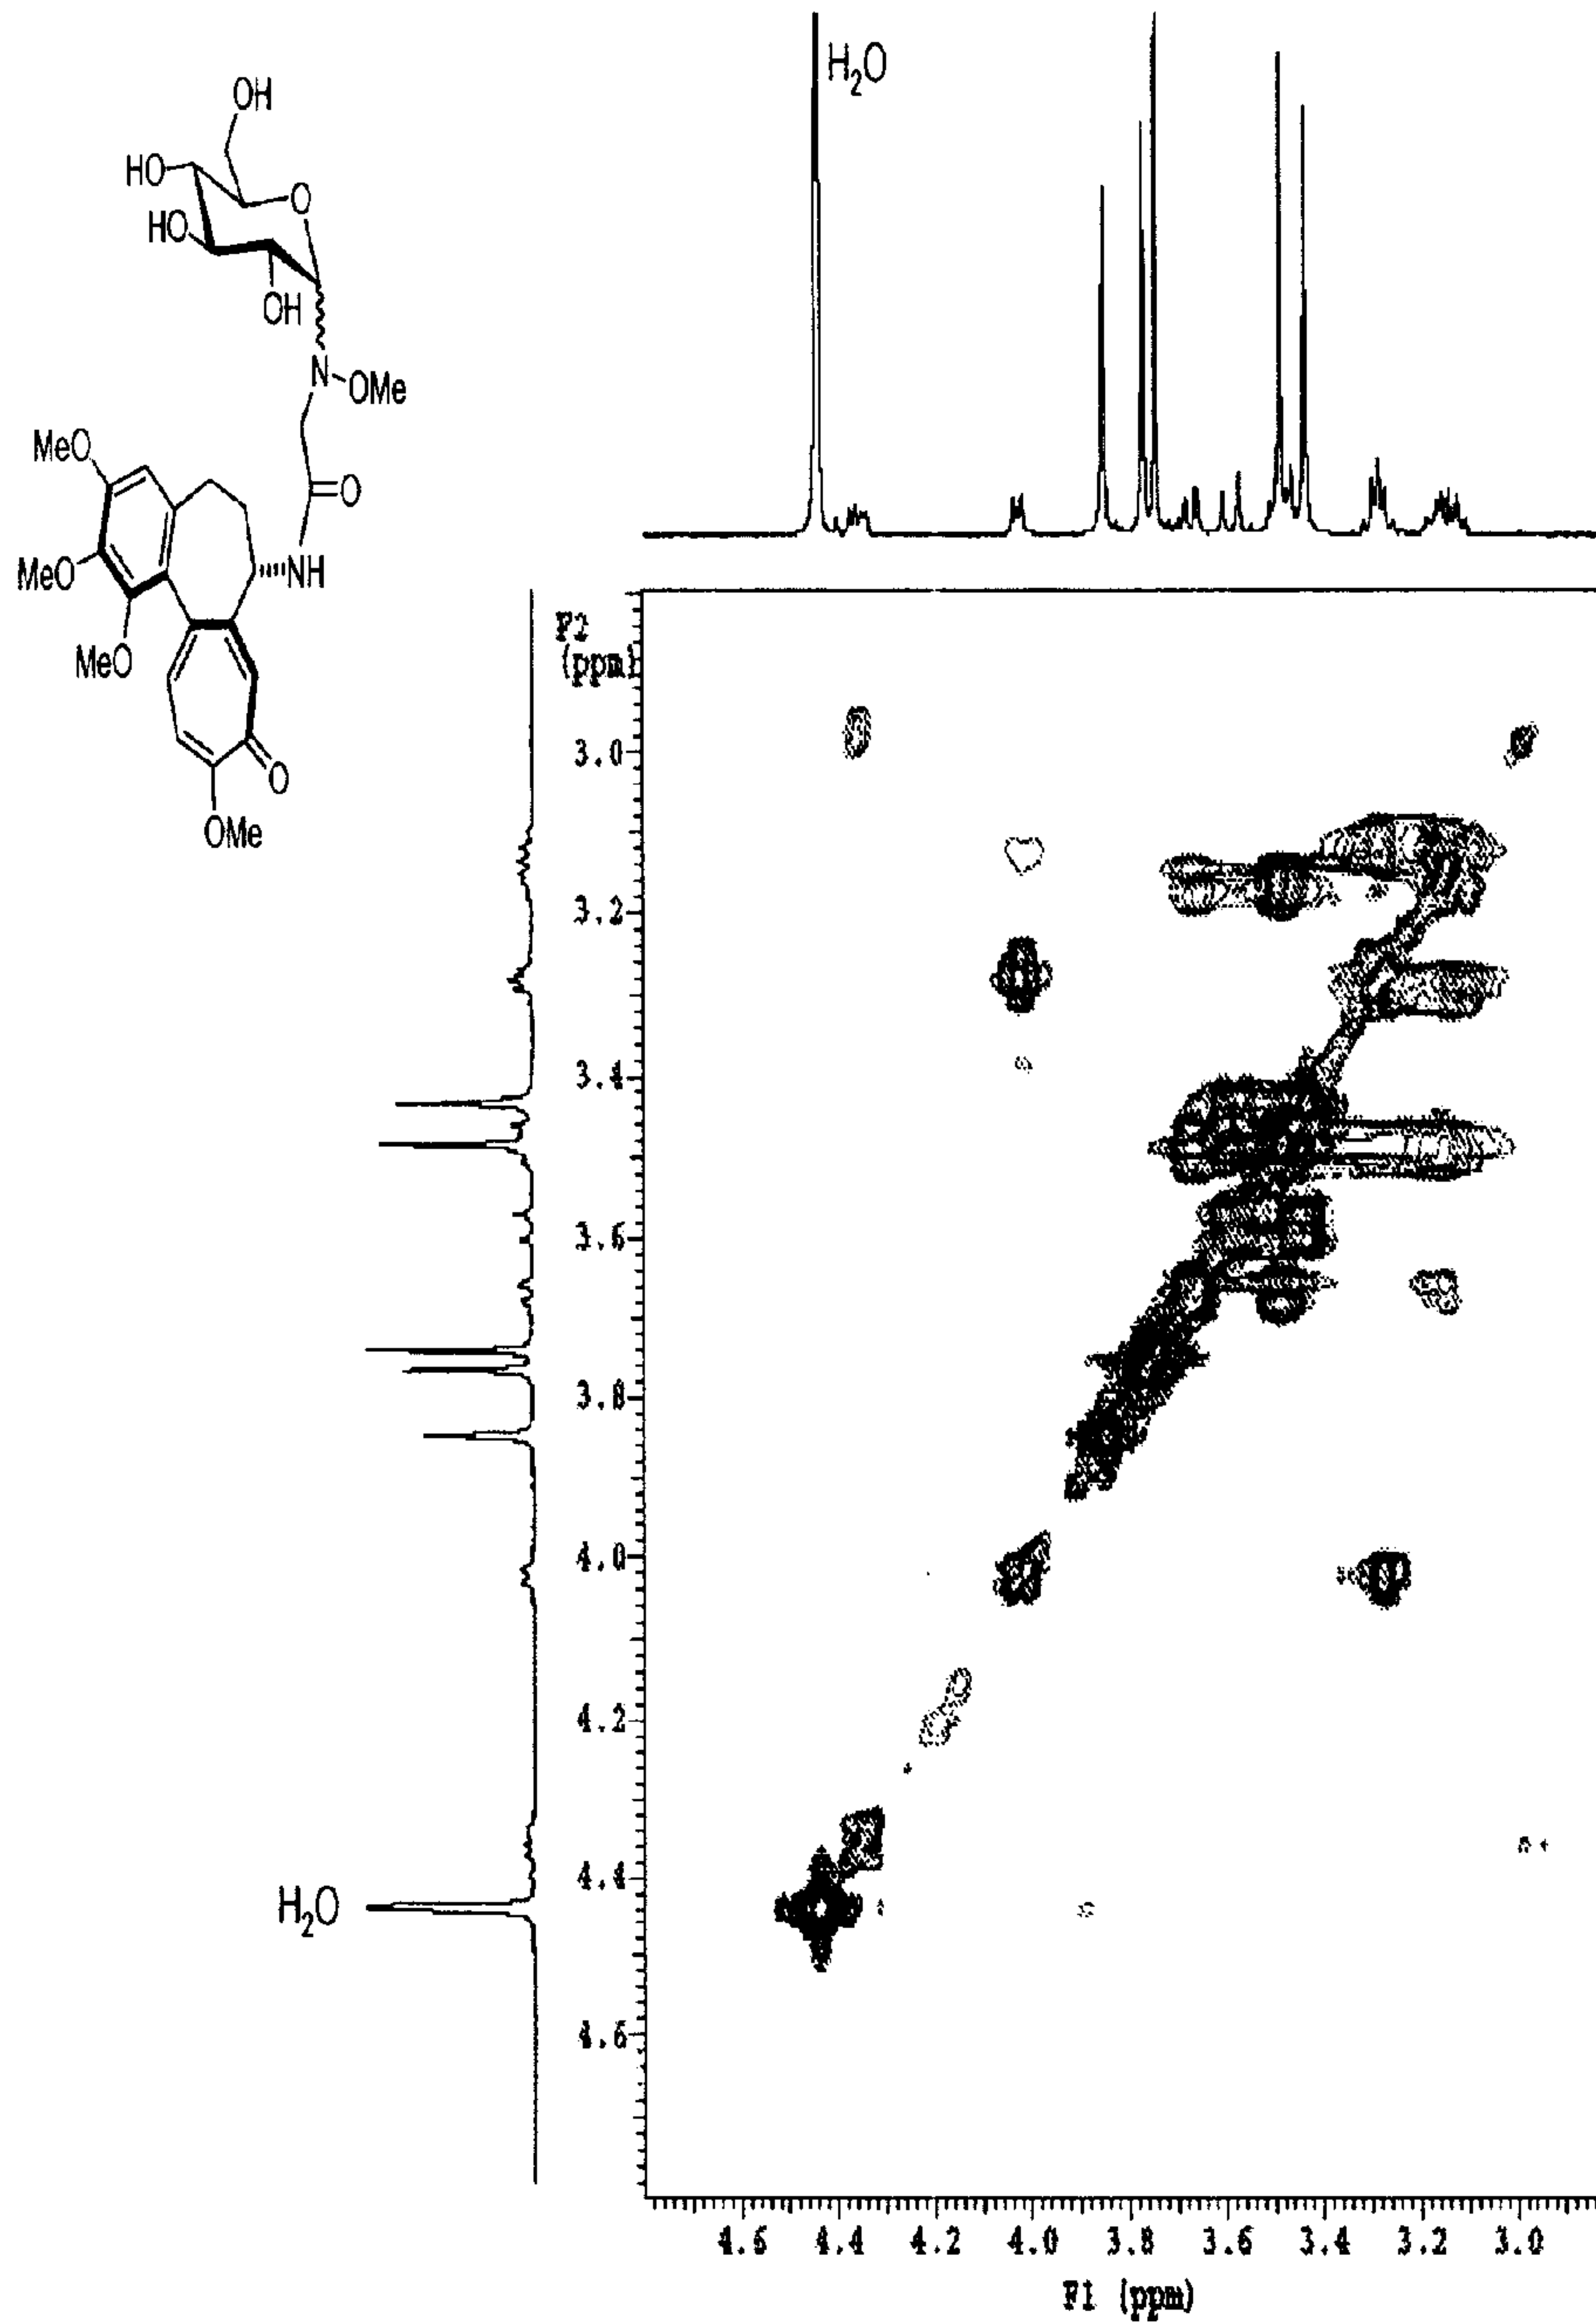 H₂O
OH
HO
O
HO
OH
N-OMe
MeO
O
MeO
NH
MeO
O
OMe
F2
(ppm)
3.0
3.2
3.4
3.6
3.8
4.0
4.2
4.4
4.6
H₂O
4.6 4.4 4.2 4.0 3.8 3.6 3.4 3.2 3.0
F1 (ppm)